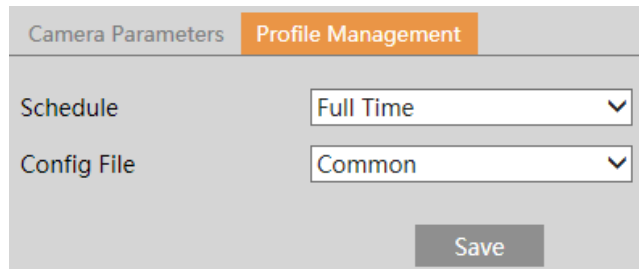 Camera Parameters Profile Management
Schedule Full Time
Config File Common
Save